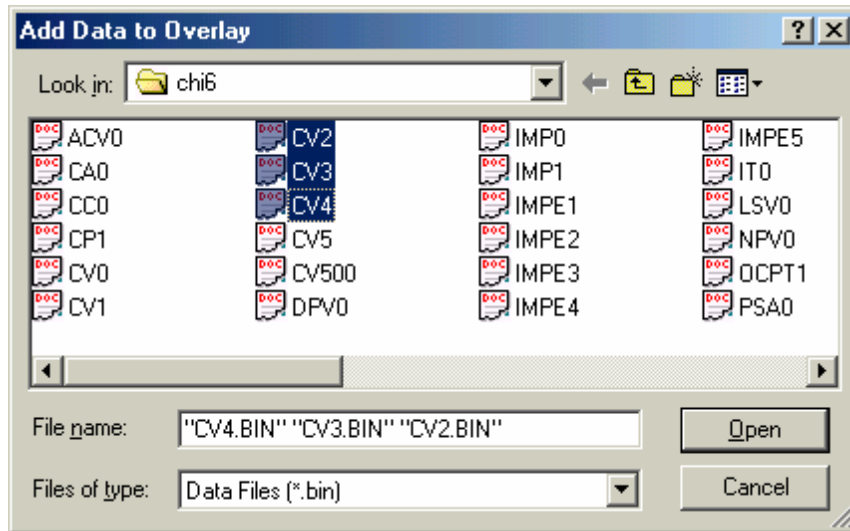 Add Data to Overlay
Look in: chi6
ACV0 CV2 IMP0 IMPE5
CA0 CV3 IMP1 IT0
CC0 CV4 IMPE1 LSV0
CP1 CV5 IMPE2 NPV0
CV0 CV500 IMPE3 OCPT1
CV1 DPV0 IMPE4 PSA0
File name: "CV4.BIN" "CV3.BIN" "CV2.BIN" Open
Files of type: Data Files (*.bin) Cancel